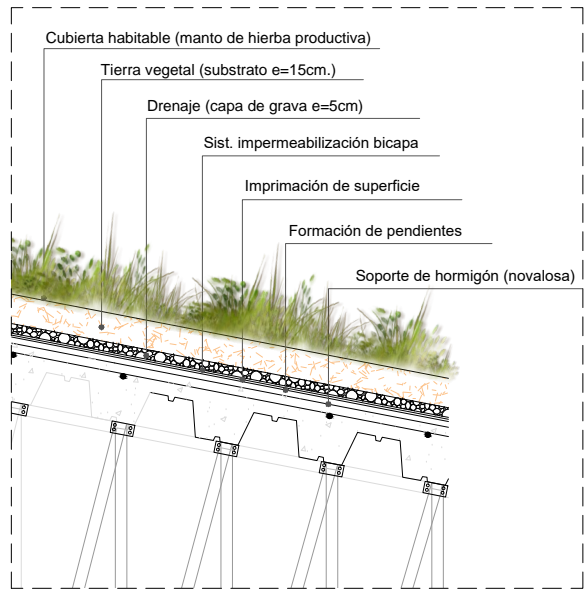 Cubierta habitable (manto de hierba productiva)
Tierra vegetal (substrato e=15cm.)
Drenaje (capa de grava e=5cm)
Sist. impermeabilización bicapa
Imprimación de superficie
Formación de pendientes
Soporte de hormigón (novalosa)